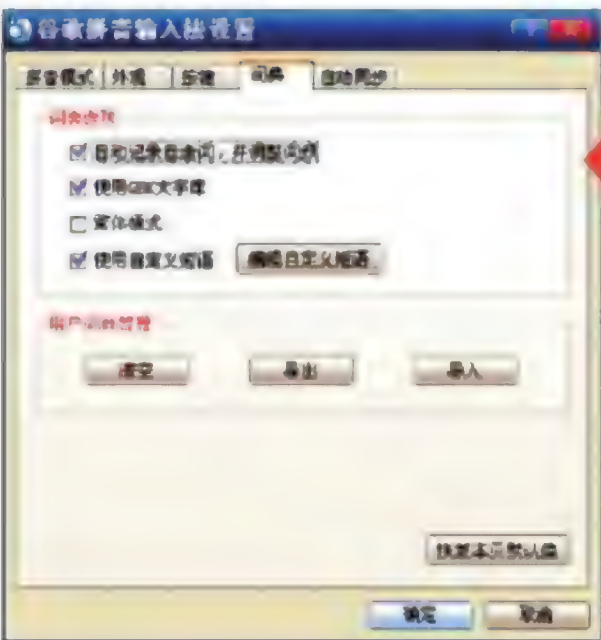 谷歌拼音输入法设置
拼音模式 外观 按键 词典 自动同步
词典选项
使用GBK大字库
繁体模式
使用自定义短语 编辑自定义短语
清空 导出 导入
恢复本页默认值
确定 取消